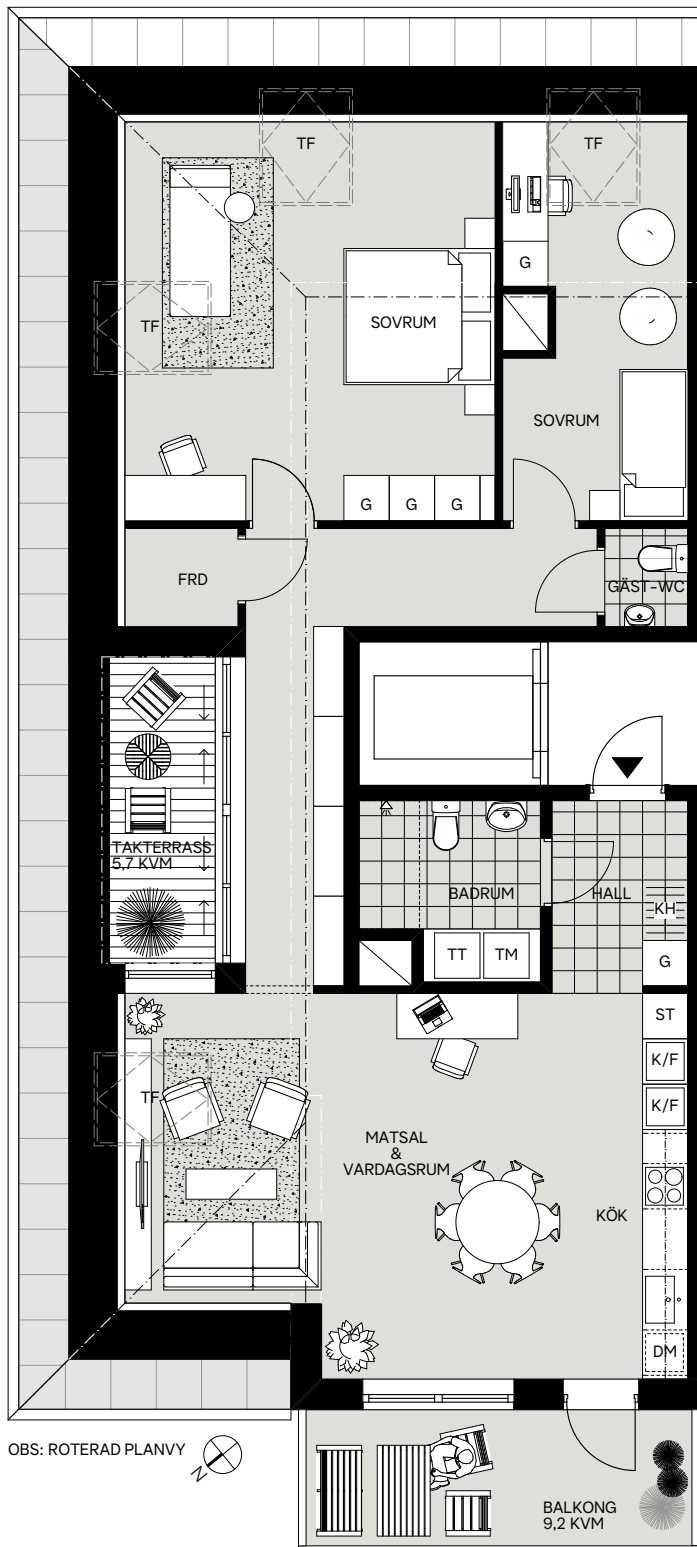 TF
TF
G
TF
SOVRUM
SOVRUM
G G G
FRD
GÄST-WC
TAKTERRASS
5,7 KVM
BADRUM
HALL
KH
TT TM
G
ST
K/F
TF
K/F
MATSAL
&
VARDAGSRUM
KÖK
DM
OBS: ROTERAD PLANVY
N
BALKONG
9,2 KVM